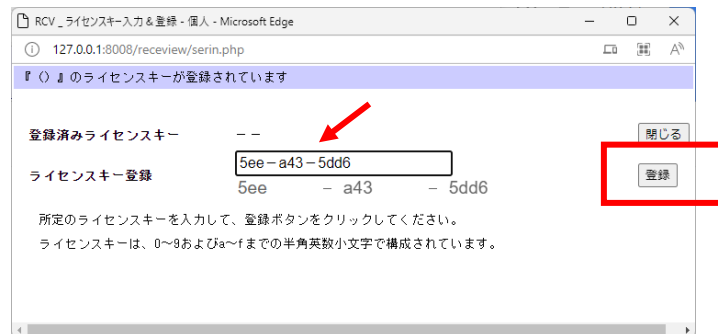 RCV _ ライセンスキー入力 & 登録 - 個人 - Microsoft Edge
127.0.0.1:8008/receview/serin.php
『 () 』のライセンスキーが登録されています
登録済みライセンスキー －－ 閉じる
5ee－a43－5dd6
ライセンスキー登録 登録
5ee － a43 － 5dd6
所定のライセンスキーを入力して、登録ボタンをクリックしてください。
ライセンスキーは、0～9およびa～fまでの半角英数小文字で構成されています。